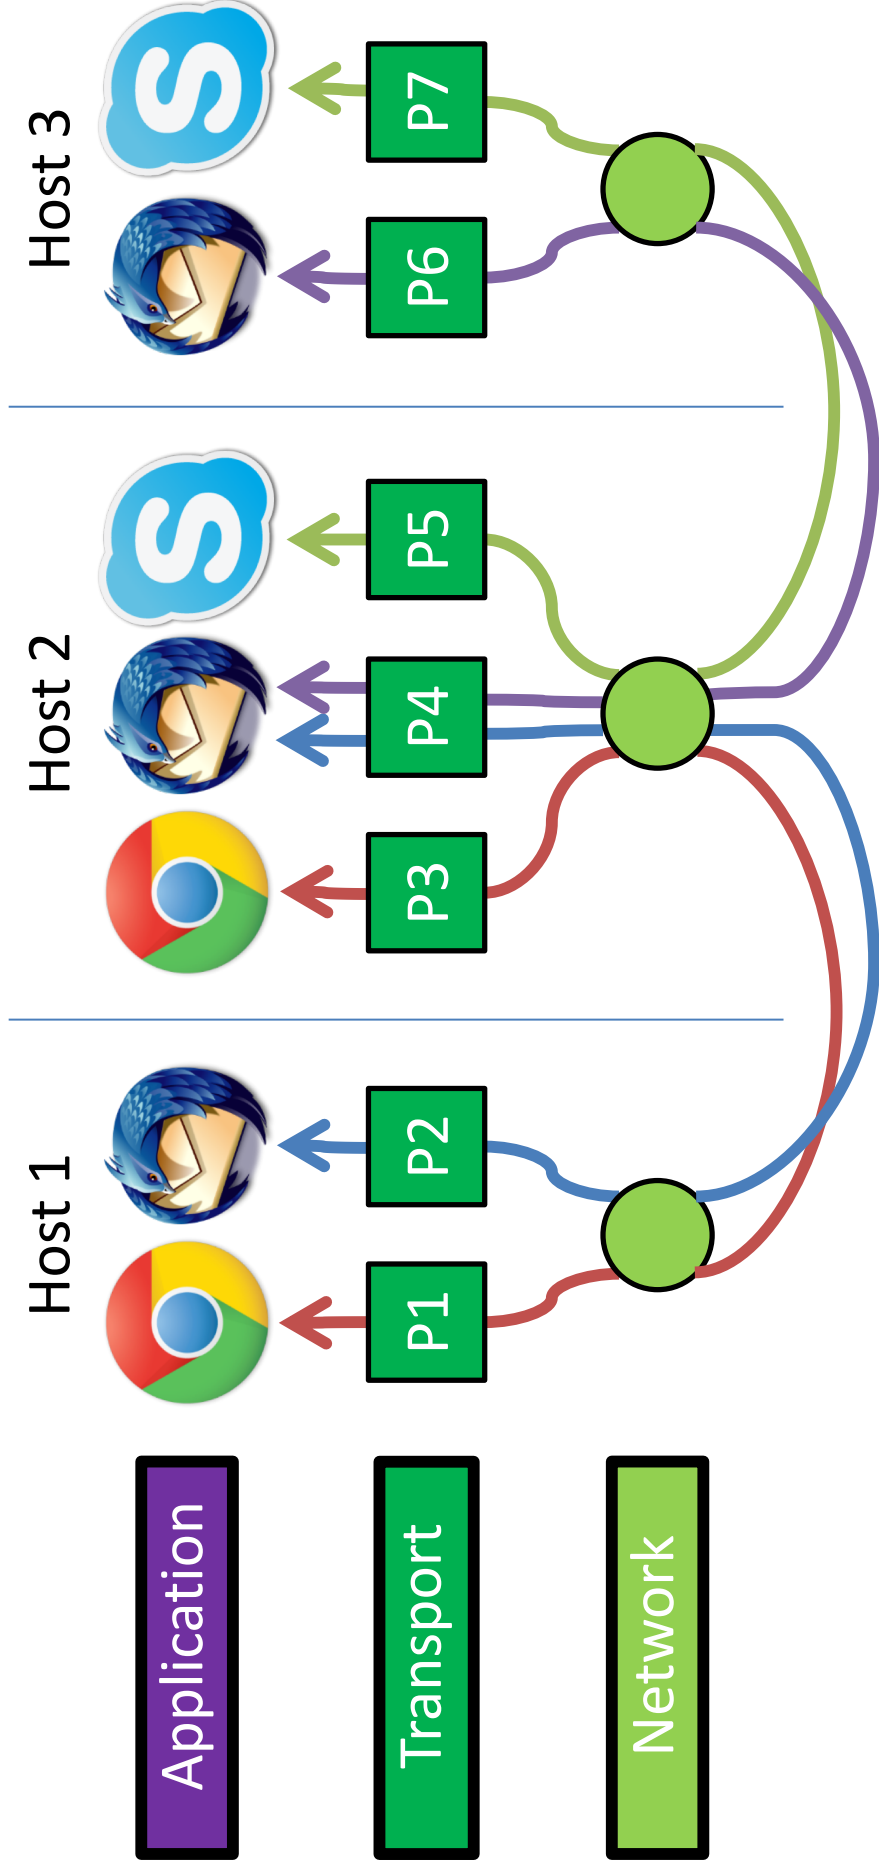 Host 1
Host 2
Host 3
Application
S
S
Transport
P1
P2
P3
P4
P5
P6
P7
Network